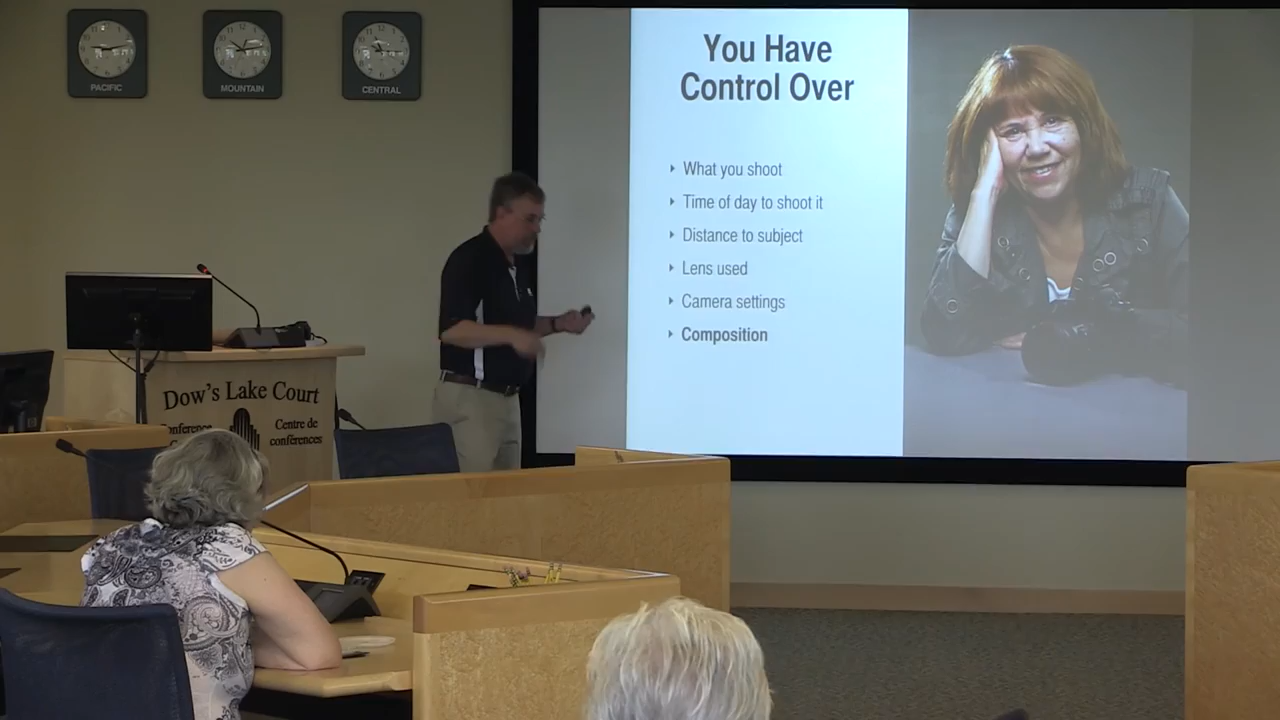 PACIFIC
MOUNTAIN
CENTRAL
You Have
Control Over
What you shoot
Time of day to shoot it
Distance to subject
Lens used
Camera settings
Composition
Dow's Lake Court
Conference
Centre de
conférences